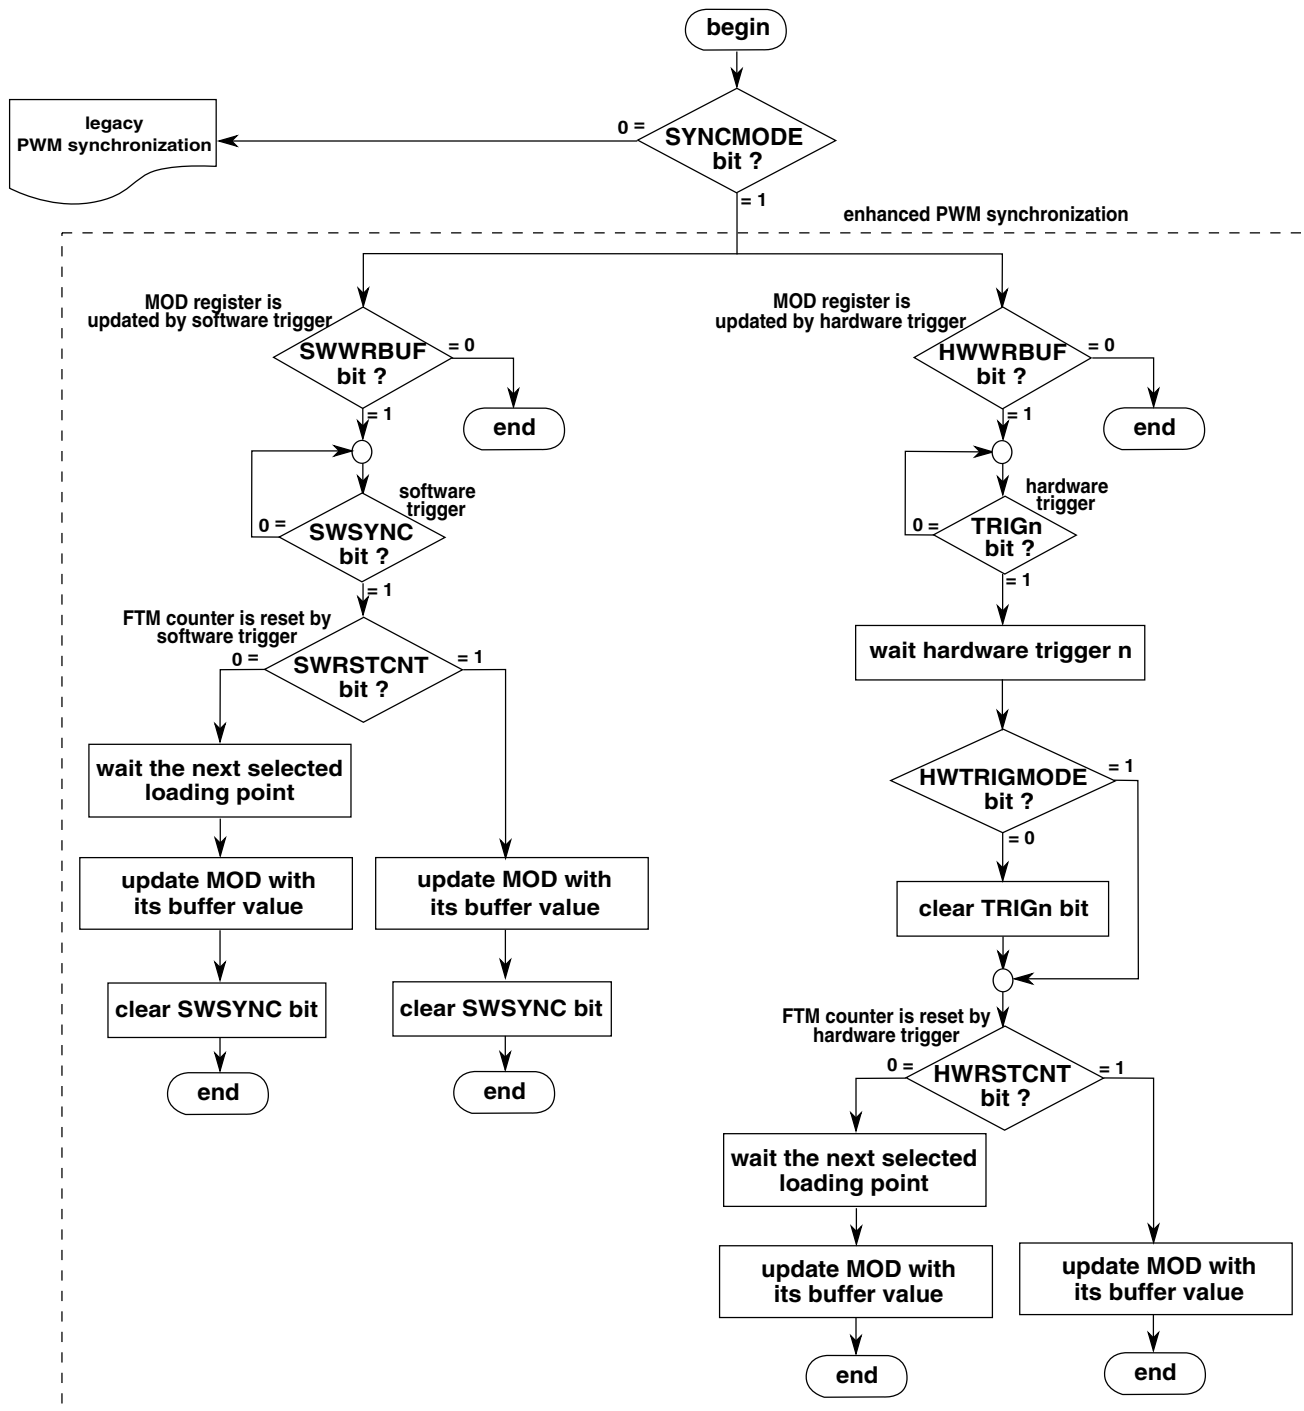 begin
legacy
PWM synchronization
0 =
SYNCMODE
bit ?
= 1
enhanced PWM synchronization
MOD register is
updated by software trigger
SWWRBUF
bit ?
= 0
end
= 1
software
trigger
0 =
SWSYNC
bit ?
= 1
FTM counter is reset by
software trigger
0 =
SWRSTCNT
bit ?
= 1
wait the next selected
loading point
update MOD with
its buffer value
clear SWSYNC bit
end
update MOD with
its buffer value
clear SWSYNC bit
end
MOD register is
updated by hardware trigger
HWWRBUF
bit ?
= 0
end
= 1
hardware
trigger
0 =
TRIGn
bit ?
= 1
wait hardware trigger n
HWTRIGMODE
bit ?
= 1
= 0
clear TRIGn bit
FTM counter is reset by
hardware trigger
0 =
HWRSTCNT
bit ?
= 1
wait the next selected
loading point
update MOD with
its buffer value
end
update MOD with
its buffer value
end